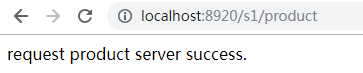 localhost:8920/s1/product
request product server success.